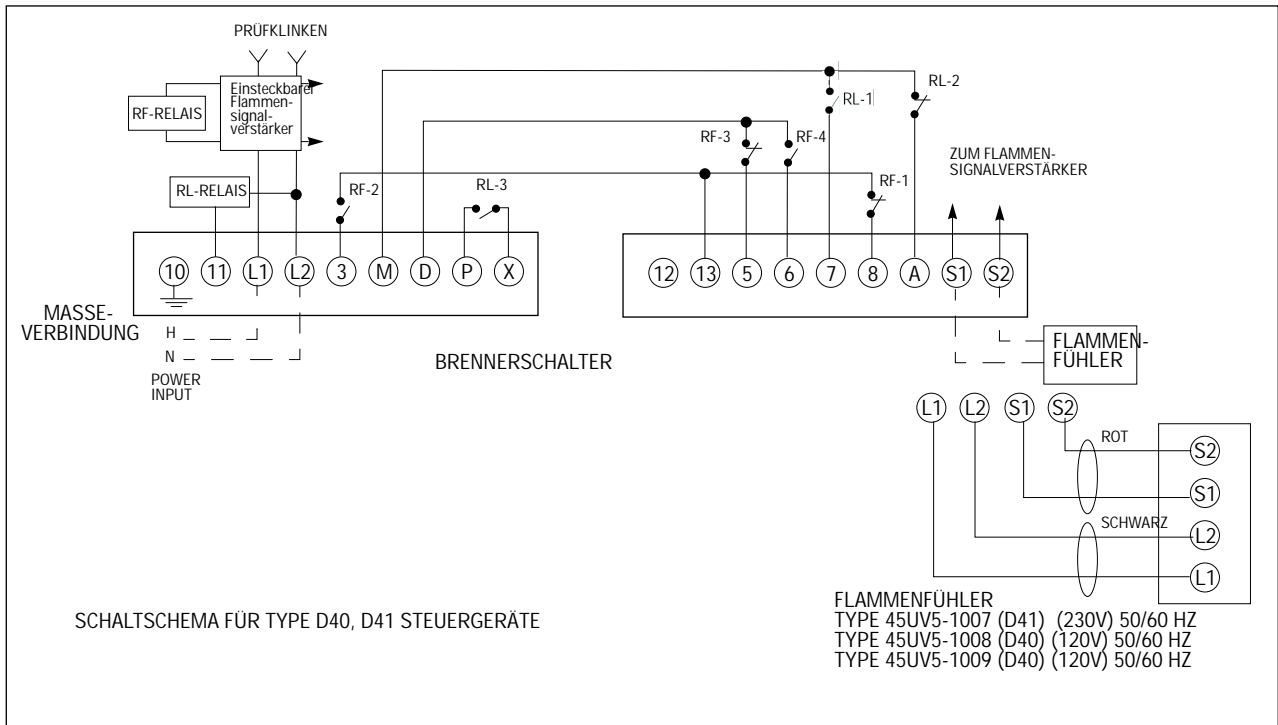 PRÜFKLINKEN
Einsteckbarer
Flammen-
signal-
verstärker
RF-RELAIS
RL-RELAIS
RF-2
RL-3
RF-3
RF-4
RL-1
RL-2
RF-1
ZUM FLAMMEN-
SIGNALVERSTÄRKER
10 11 L1 L2 3 M D P X
12 13 5 6 7 8 A S1 S2
MASSE-
VERBINDUNG
H
N
POWER
INPUT
BRENNERSCHALTER
FLAMMEN-
FÜHLER
L1 L2 S1 S2
ROT
S2
S1
SCHWARZ
L2
L1
SCHALTSCHEMA FÜR TYPE D40, D41 STEUERGERÄTE
FLAMMENFÜHLER
TYPE 45UV5-1007 (D41) (230V) 50/60 HZ
TYPE 45UV5-1008 (D40) (120V) 50/60 HZ
TYPE 45UV5-1009 (D40) (120V) 50/60 HZ